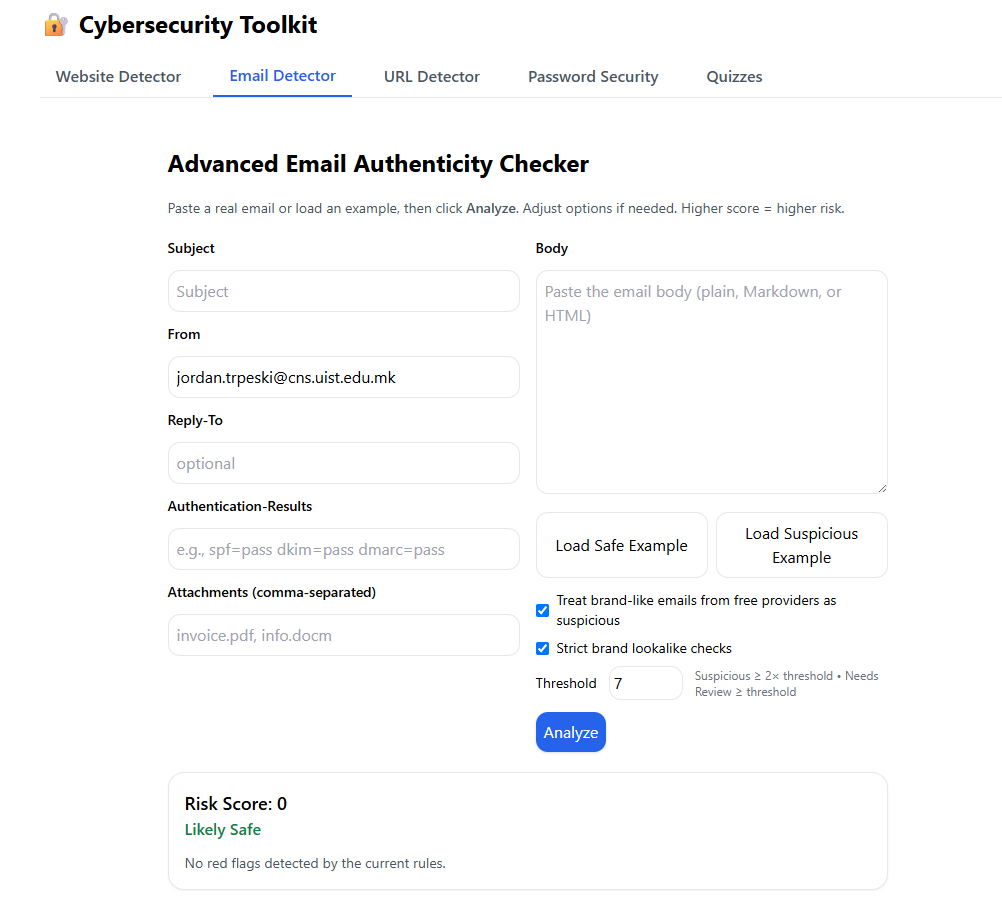 🔐 Cybersecurity Toolkit
Website Detector
Email Detector
URL Detector
Password Security
Quizzes
Advanced Email Authenticity Checker
Paste a real email or load an example, then click Analyze. Adjust options if needed. Higher score = higher risk.
Subject
Subject
From
jordan.trpeski@cns.uist.edu.mk
Reply-To
optional
Authentication-Results
e.g., spf=pass dkim=pass dmarc=pass
Attachments (comma-separated)
invoice.pdf, info.docm
Body
Paste the email body (plain, Markdown, or
HTML)
Load Safe Example
Load Suspicious
Example
Treat brand-like emails from free providers as
suspicious
Strict brand lookalike checks
Threshold
7
Suspicious ≥ 2× threshold • Needs
Review ≥ threshold
Analyze
Risk Score: 0
Likely Safe
No red flags detected by the current rules.